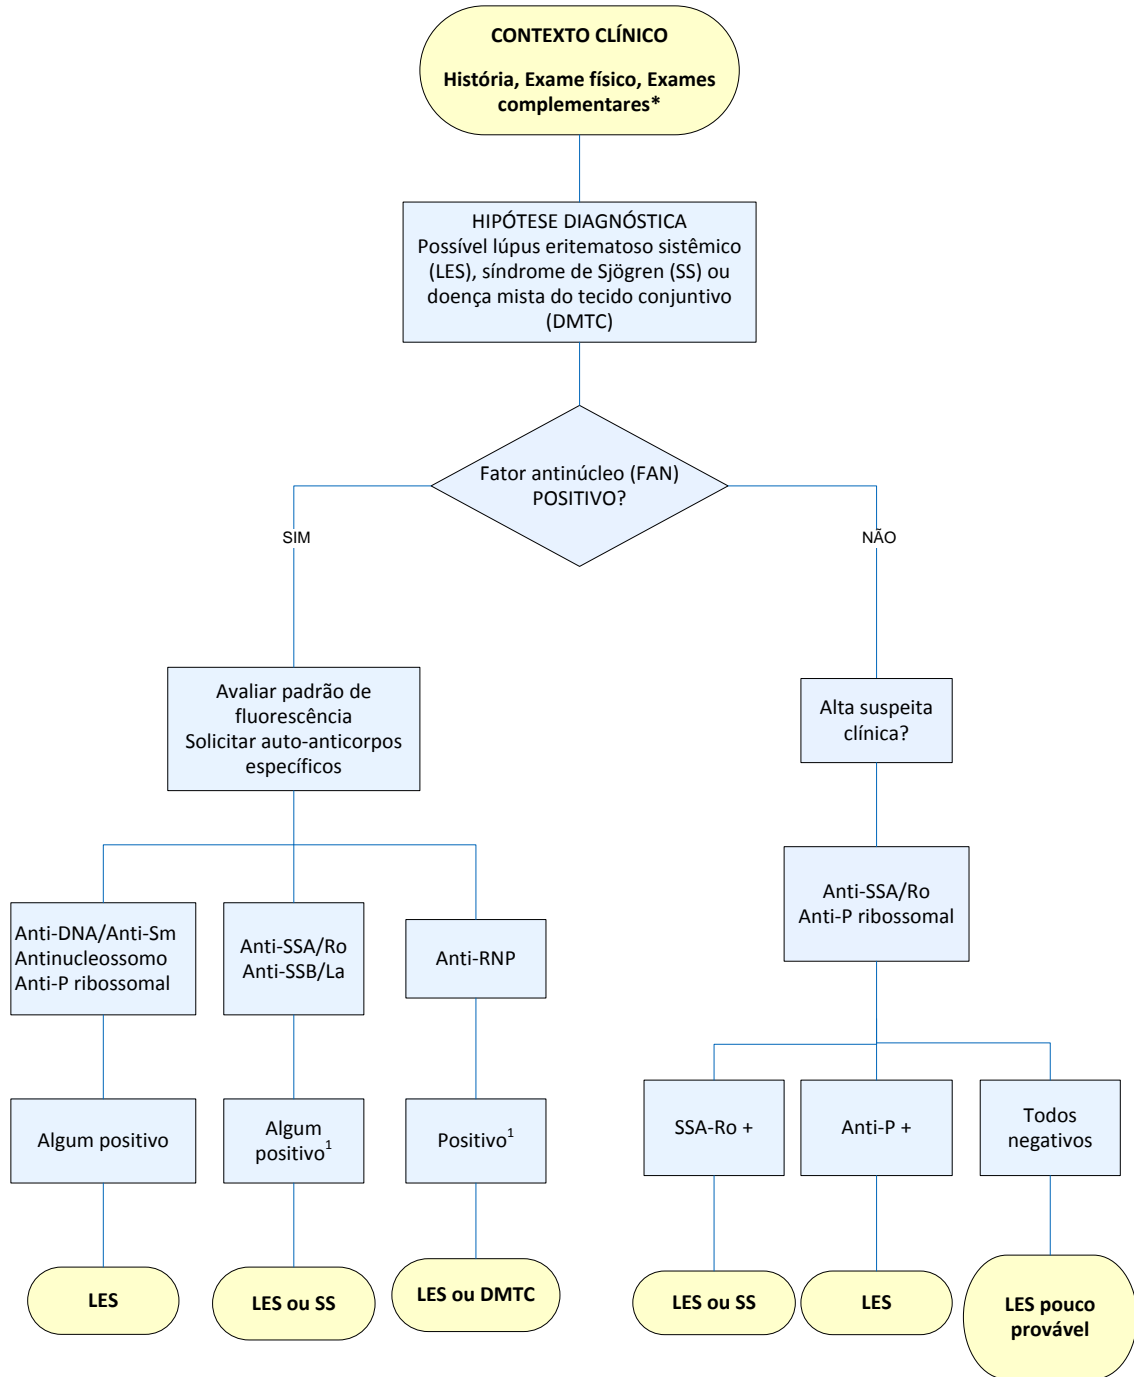 CONTEXTO CLÍNICO
História, Exame físico, Exames
complementares*
HIPÓTESE DIAGNÓSTICA
Possível lúpus eritematoso sistêmico
(LES), síndrome de Sjögren (SS) ou
doença mista do tecido conjuntivo
(DMTC)
Fator antinúcleo (FAN)
POSITIVO?
SIM
NÃO
Avaliar padrão de
fluorescência
Solicitar auto-anticorpos
específicos
Alta suspeita
clínica?
Anti-DNA/Anti-Sm
Antinucleossomo
Anti-P ribossomal
Anti-SSA/Ro
Anti-SSB/La
Anti-RNP
Anti-SSA/Ro
Anti-P ribossomal
Algum positivo
Algum
positivo¹
Positivo¹
SSA-Ro +
Anti-P +
Todos
negativos
LES
LES ou SS
LES ou DMTC
LES ou SS
LES
LES pouco
provável